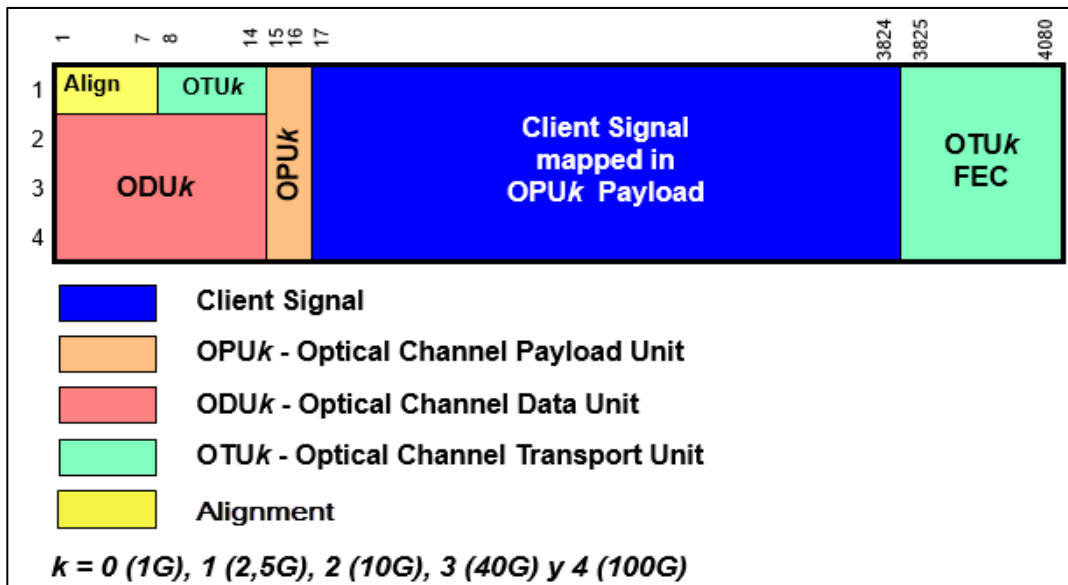 1 7 8 14 15 16 17 3824 3825 4080
1 Align OTUk
2
3
4
ODUk
OPUk
Client Signal
mapped in
OPUk Payload
OTUk
FEC
Client Signal
OPUk - Optical Channel Payload Unit
ODUk - Optical Channel Data Unit
OTUk - Optical Channel Transport Unit
Alignment
k = 0 (1G), 1 (2,5G), 2 (10G), 3 (40G) y 4 (100G)